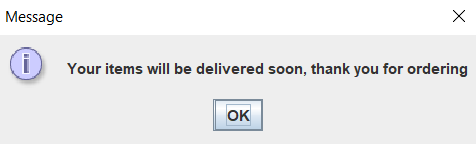 Message
Your items will be delivered soon, thank you for ordering
OK